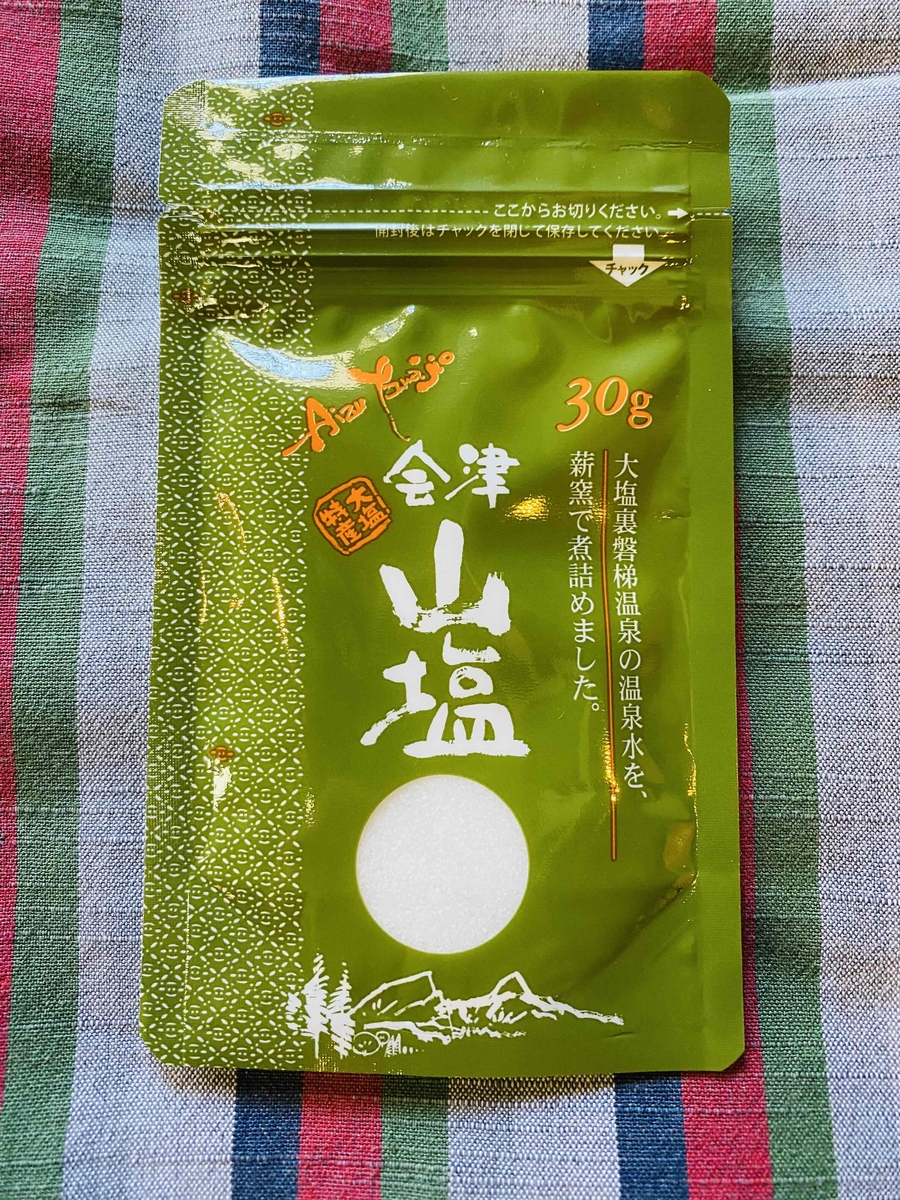 ここからお切りください。
開封後はチャックを閉じて保存してください。
チャック
Aizu Yamajio
30g
会津
山塩
大塩
特産
大塩裏磐梯温泉の温泉水を、
薪窯で煮詰めました。